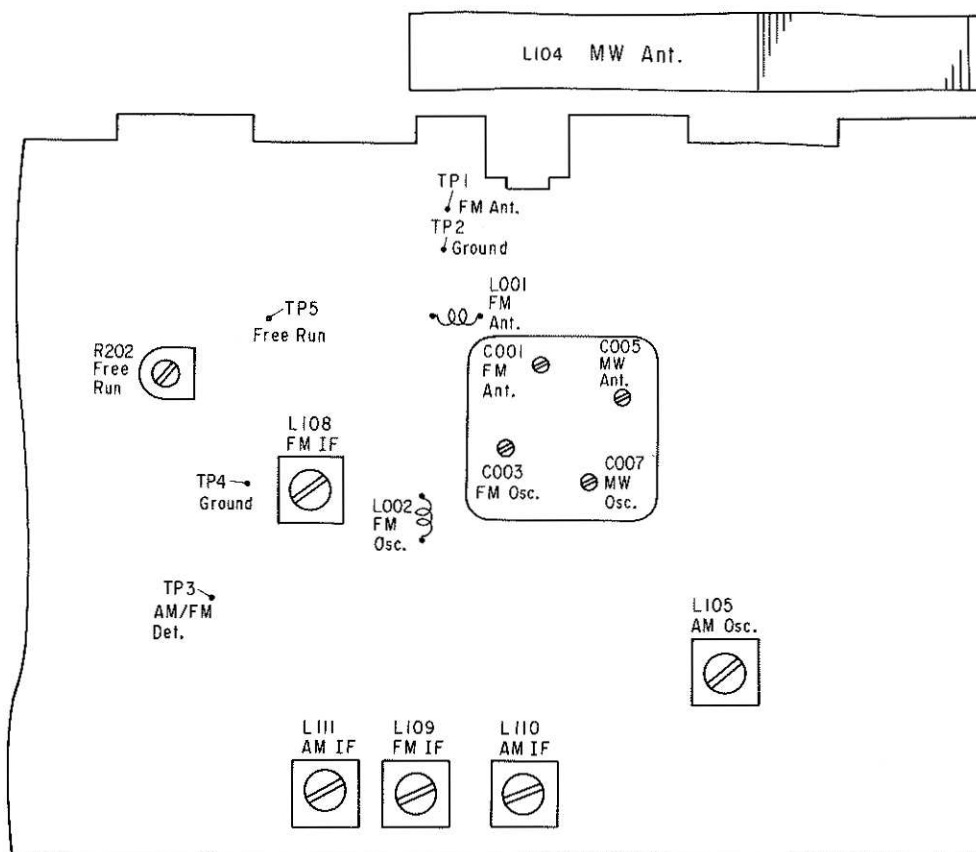 L104 MW Ant.
TP1
FM Ant.
TP2
Ground
L001
FM
Ant.
TP5
Free Run
R202
Free
Run
C001
FM
Ant.
C005
MW
Ant.
L108
FM IF
C003
FM Osc.
C007
MW
Osc.
TP4
Ground
L002
FM
Osc.
TP3
AM/FM
Det.
L105
AM Osc.
L111
AM IF
L109
FM IF
L110
AM IF